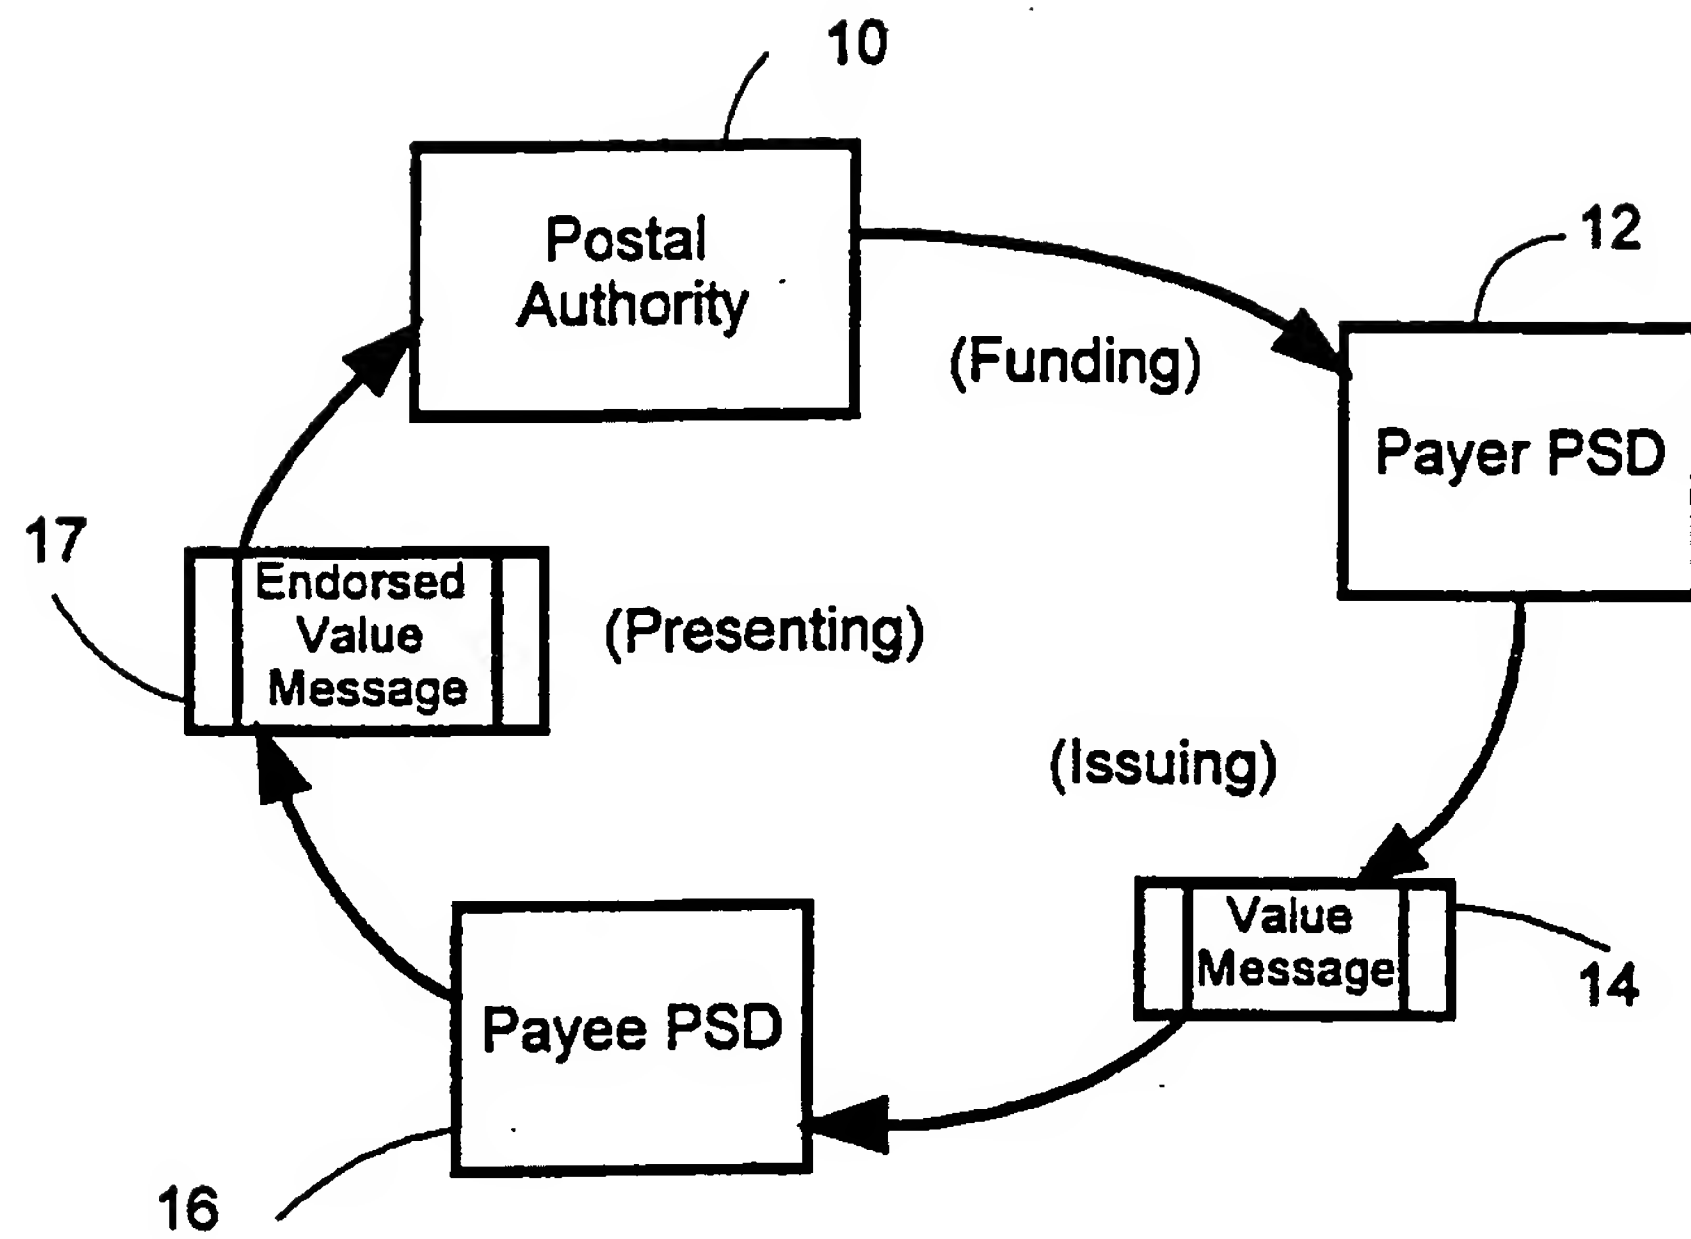 10
Postal
Authority
12
(Funding)
Payer PSD
17
Endorsed
Value
Message
(Presenting)
(Issuing)
Value
Message
14
Payee PSD
16